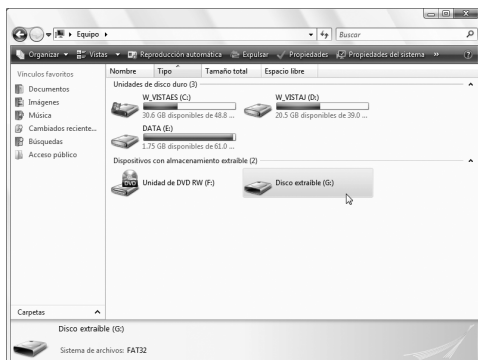 Equipo
Buscar
Organizar Vistas Reproducción automática Expulsar Propiedades Propiedades del sistema »
Vínculos favoritos
Documentos
Imágenes
Música
Cambiados reciente...
Búsquedas
Acceso público
Carpetas
Nombre Tipo Tamaño total Espacio libre
Unidades de disco duro (3)
W_VISTAES (C:)
30.6 GB disponibles de 48.8 ...
W_VISTAJ (D:)
20.5 GB disponibles de 39.0 ...
DATA (E:)
1.75 GB disponibles de 61.0 ...
Dispositivos con almacenamiento extraíble (2)
DVD
Unidad de DVD RW (F:)
Disco extraíble (G:)
Disco extraíble (G:)
Sistema de archivos: FAT32